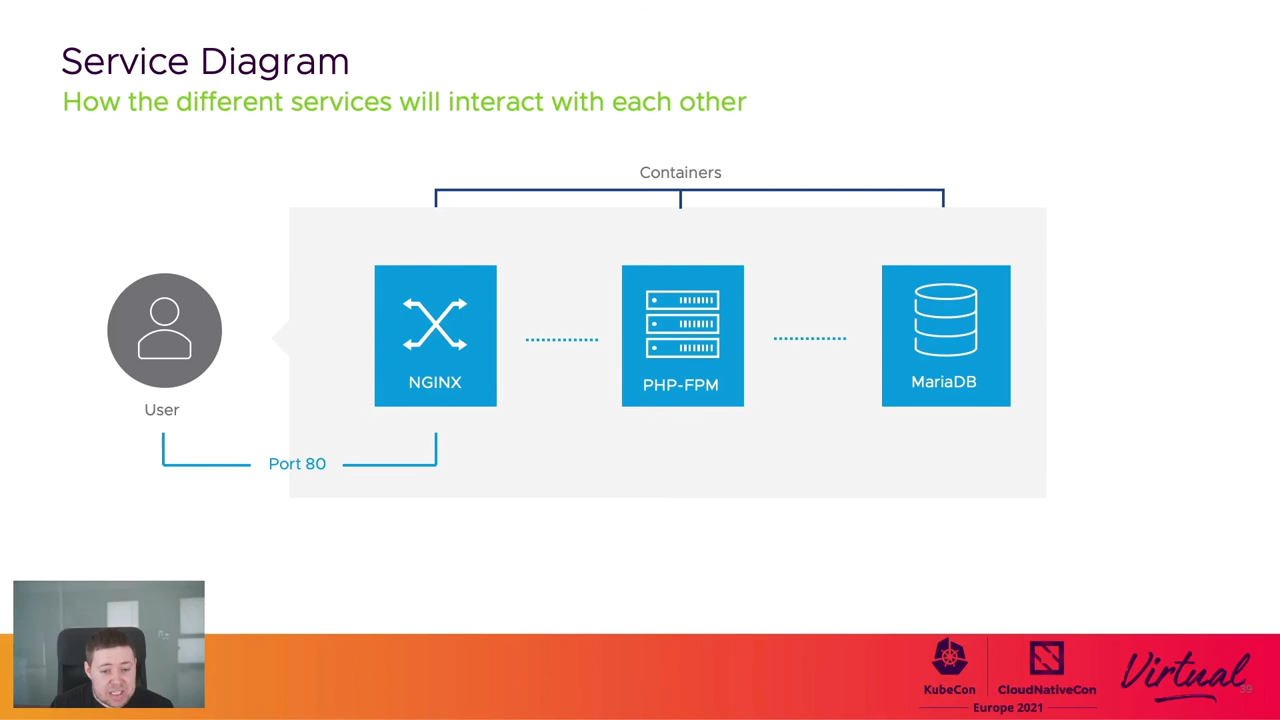 Service Diagram
How the different services will interact with each other
Containers
NGINX
PHP-FPM
MariaDB
User
Port 80
KubeCon
CloudNativeCon
Europe 2021
Virtual
39